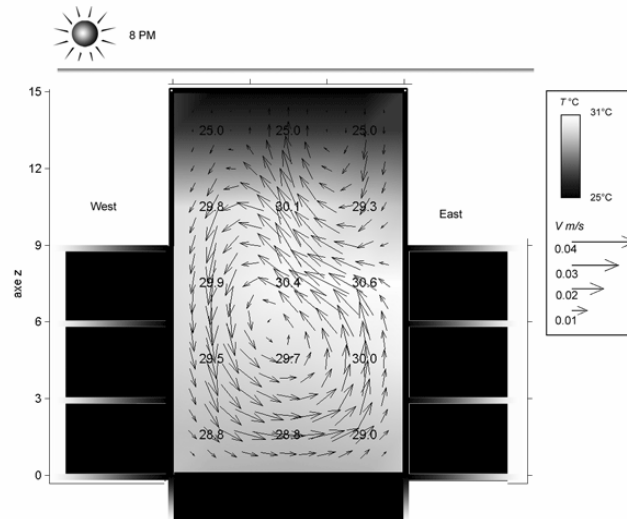 8 PM
15
12
9
6
3
0
axe z
West
East
25.0 25.0 25.0
29.8 30.1 29.3
29.9 30.4 30.6
29.5 29.7 30.0
28.8 28.8 29.0
T °C
31°C
25°C
V m/s
0.04
0.03
0.02
0.01